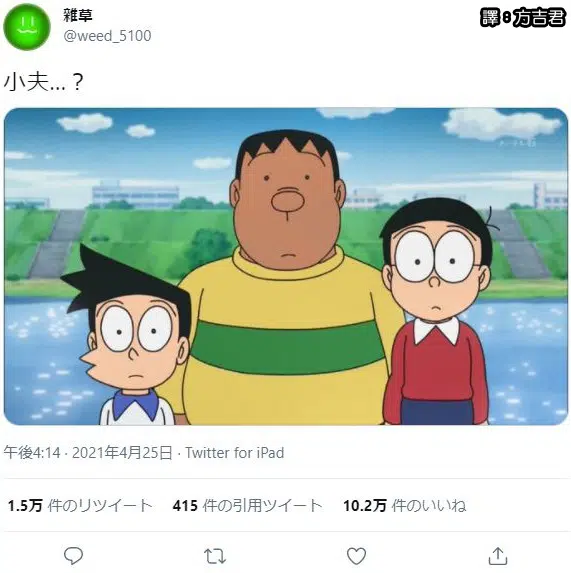 雜草
@weed_5100
譯:方吉君
小夫...?
午後4:14 · 2021年4月25日 · Twitter for iPad
1.5万 件のリツイート 415 件の引用ツイート 10.2万 件のいいね